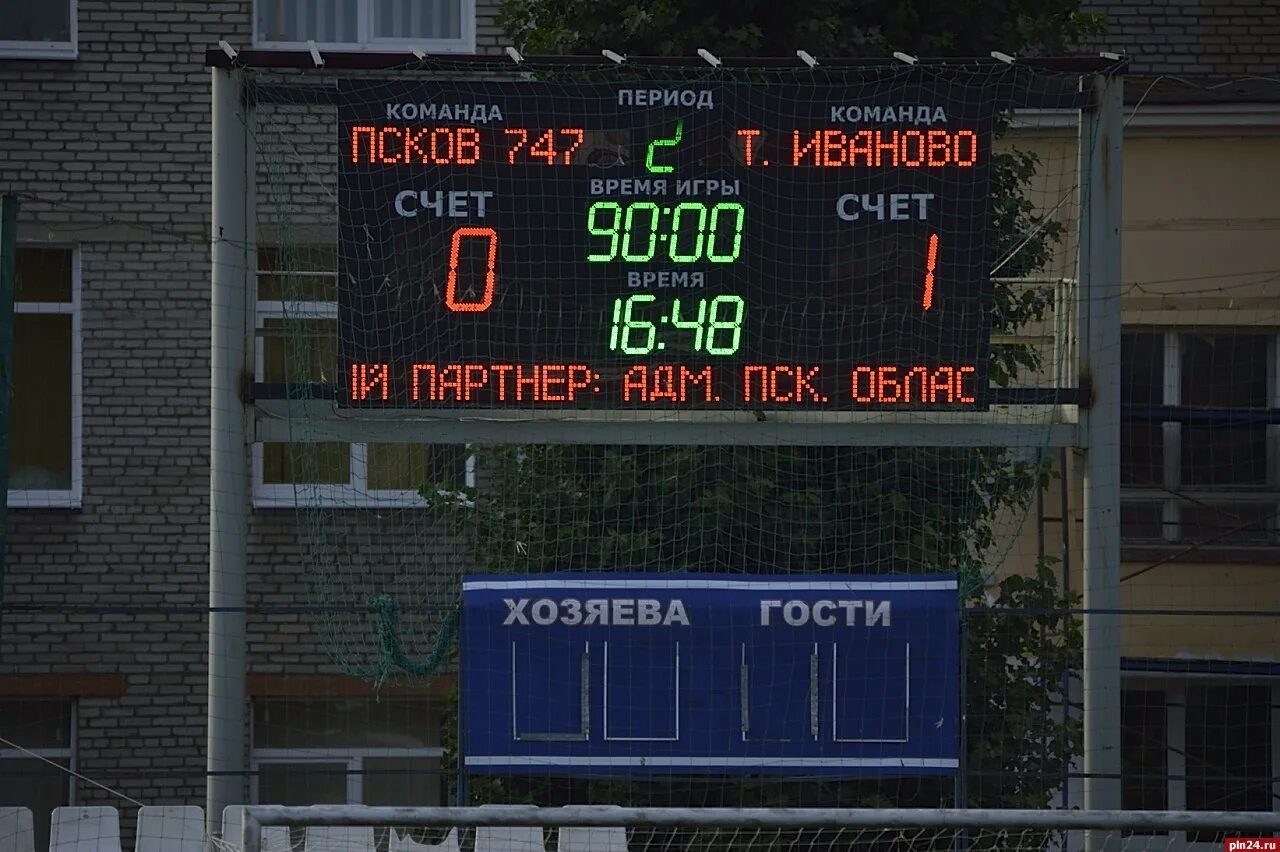 КОМАНДА ПЕРИОД КОМАНДА
ПСКОВ 747 2 Т. ИВАНОВО
СЧЕТ ВРЕМЯ ИГРЫ СЧЕТ
0 90:00 1
ВРЕМЯ
16:48
ИЙ ПАРТНЕР: АДМ. ПСК. ОБЛАС
ХОЗЯЕВА ГОСТИ
pln24.ru